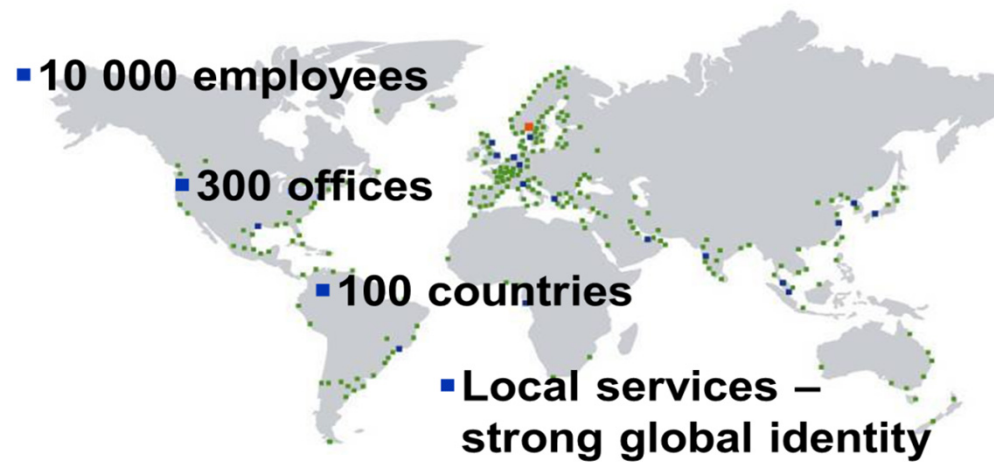 10 000 employees
300 offices
100 countries
Local services –
strong global identity